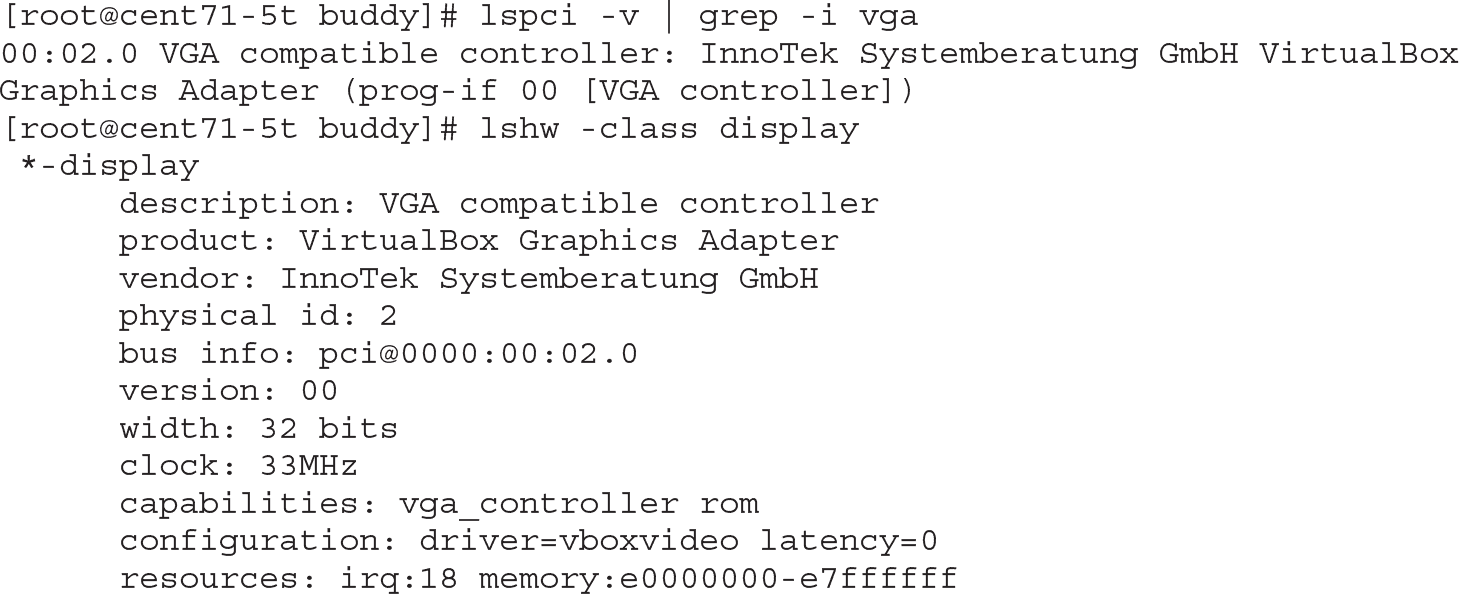 [root@cent71-5t buddy]# lspci -v | grep -i vga
00:02.0 VGA compatible controller: InnoTek Systemberatung GmbH VirtualBox
Graphics Adapter (prog-if 00 [VGA controller])
[root@cent71-5t buddy]# lshw -class display
 *-display
      description: VGA compatible controller
      product: VirtualBox Graphics Adapter
      vendor: InnoTek Systemberatung GmbH
      physical id: 2
      bus info: pci@0000:00:02.0
      version: 00
      width: 32 bits
      clock: 33MHz
      capabilities: vga_controller rom
      configuration: driver=vboxvideo latency=0
      resources: irq:18 memory:e0000000-e7ffffff